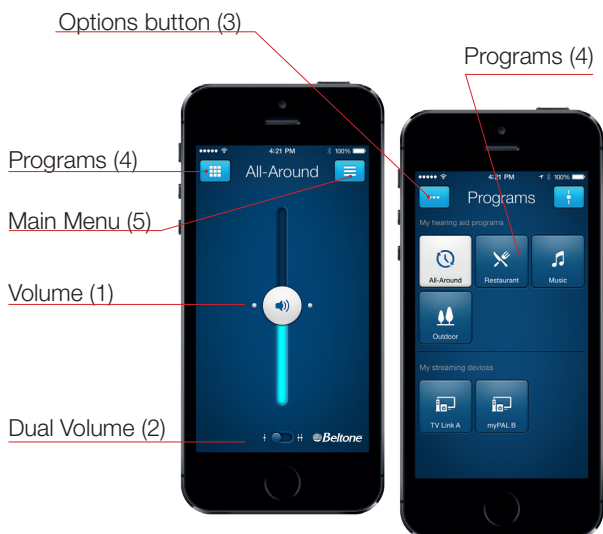 Options button (3)
Programs (4)
Programs (4)
Main Menu (5)
Volume (1)
Dual Volume (2)
4:21 PM 100%
All-Around
Beltone
4:21 PM 100%
Programs
My hearing aid programs
All-Around Restaurant Music
Outdoor
My streaming devices
TV Link A myPAL B